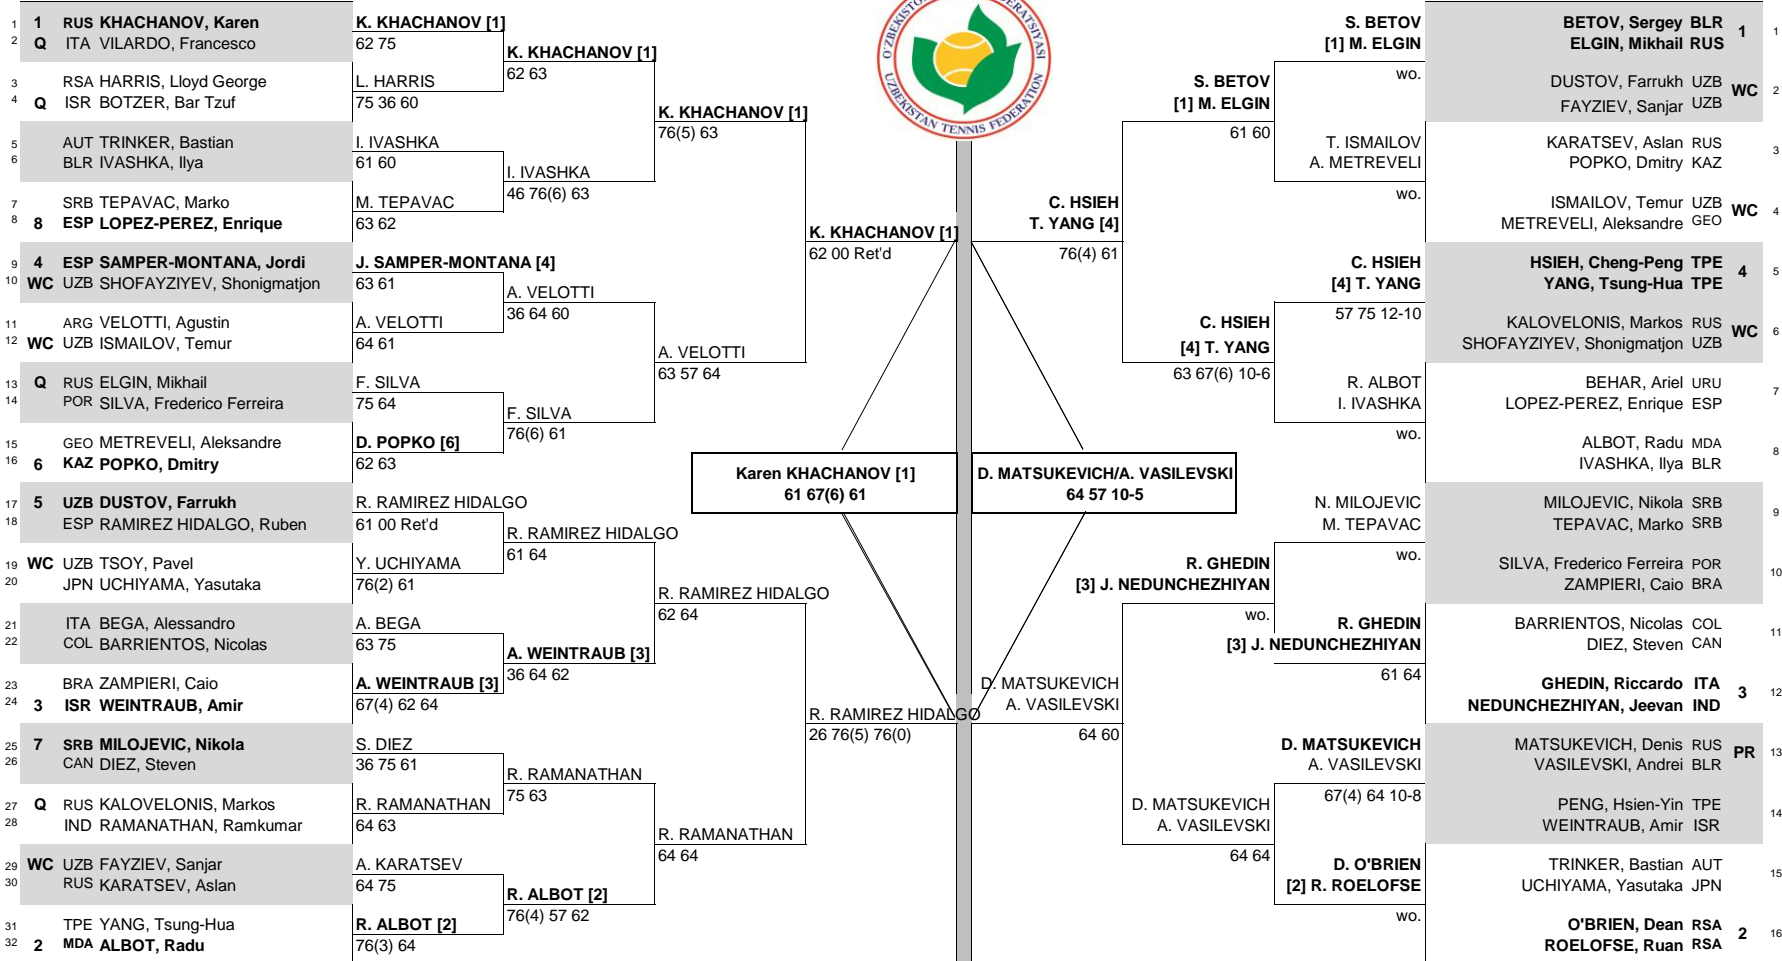 1 1 RUS KHACHANOV, Karen
2 Q ITA VILARDO, Francesco
3 RSA HARRIS, Lloyd George
4 Q ISR BOTZER, Bar Tzuf
5 AUT TRINKER, Bastian
6 BLR IVASHKA, Ilya
7 SRB TEPAVAC, Marko
8 8 ESP LOPEZ-PEREZ, Enrique
9 4 ESP SAMPER-MONTANA, Jordi
10 WC UZB SHOFAYZIYEV, Shonigmatjon
11 ARG VELOTTI, Agustin
12 WC UZB ISMAILOV, Temur
13 Q RUS ELGIN, Mikhail
14 POR SILVA, Frederico Ferreira
15 GEO METREVELI, Aleksandre
16 6 KAZ POPKO, Dmitry
17 5 UZB DUSTOV, Farrukh
18 ESP RAMIREZ HIDALGO, Ruben
19 WC UZB TSOY, Pavel
20 JPN UCHIYAMA, Yasutaka
21 ITA BEGA, Alessandro
22 COL BARRIENTOS, Nicolas
23 BRA ZAMPIERI, Caio
24 3 ISR WEINTRAUB, Amir
25 7 SRB MILOJEVIC, Nikola
26 CAN DIEZ, Steven
27 Q RUS KALOVELONIS, Markos
28 IND RAMANATHAN, Ramkumar
29 WC UZB FAYZIEV, Sanjar
30 RUS KARATSEV, Aslan
31 TPE YANG, Tsung-Hua
32 2 MDA ALBOT, Radu
K. KHACHANOV [1]
62 75
L. HARRIS
75 36 60
I. IVASHKA
61 60
M. TEPAVAC
63 62
J. SAMPER-MONTANA [4]
63 61
A. VELOTTI
64 61
F. SILVA
75 64
D. POPKO [6]
62 63
R. RAMIREZ HIDALGO
61 00 Ret'd
Y. UCHIYAMA
76(2) 61
A. BEGA
63 75
A. WEINTRAUB [3]
67(4) 62 64
S. DIEZ
36 75 61
R. RAMANATHAN
64 63
A. KARATSEV
64 75
R. ALBOT [2]
76(3) 64
K. KHACHANOV [1]
62 63
I. IVASHKA
46 76(6) 63
A. VELOTTI
36 64 60
F. SILVA
76(6) 61
R. RAMIREZ HIDALGO
61 64
A. WEINTRAUB [3]
36 64 62
R. RAMANATHAN
75 63
R. ALBOT [2]
76(4) 57 62
K. KHACHANOV [1]
76(5) 63
A. VELOTTI
63 57 64
R. RAMIREZ HIDALGO
62 64
R. RAMANATHAN
64 64
K. KHACHANOV [1]
62 00 Ret'd
R. RAMIREZ HIDALGO
26 76(5) 76(0)
Karen KHACHANOV [1]
61 67(6) 61
UZBEKISTAN TENNIS FEDERATION
D. MATSUKEVICH/A. VASILEVSKI
64 57 10-5
C. HSIEH
T. YANG [4]
76(4) 61
D. MATSUKEVICH
A. VASILEVSKI
64 60
S. BETOV
[1] M. ELGIN
61 60
C. HSIEH
[4] T. YANG
63 67(6) 10-6
R. GHEDIN
[3] J. NEDUNCHEZHIYAN
wo.
D. MATSUKEVICH
A. VASILEVSKI
64 64
S. BETOV
[1] M. ELGIN
wo.
T. ISMAILOV
A. METREVELI
wo.
C. HSIEH
[4] T. YANG
57 75 12-10
R. ALBOT
I. IVASHKA
wo.
N. MILOJEVIC
M. TEPAVAC
wo.
R. GHEDIN
[3] J. NEDUNCHEZHIYAN
61 64
D. MATSUKEVICH
A. VASILEVSKI
67(4) 64 10-8
D. O'BRIEN
[2] R. ROELOFSE
wo.
BETOV, Sergey BLR 1 1
ELGIN, Mikhail RUS
DUSTOV, Farrukh UZB WC 2
FAYZIEV, Sanjar UZB
KARATSEV, Aslan RUS 3
POPKO, Dmitry KAZ
ISMAILOV, Temur UZB WC 4
METREVELI, Aleksandre GEO
HSIEH, Cheng-Peng TPE 4 5
YANG, Tsung-Hua TPE
KALOVELONIS, Markos RUS WC 6
SHOFAYZIYEV, Shonigmatjon UZB
BEHAR, Ariel URU 7
LOPEZ-PEREZ, Enrique ESP
ALBOT, Radu MDA 8
IVASHKA, Ilya BLR
MILOJEVIC, Nikola SRB 9
TEPAVAC, Marko SRB
SILVA, Frederico Ferreira POR 10
ZAMPIERI, Caio BRA
BARRIENTOS, Nicolas COL 11
DIEZ, Steven CAN
GHEDIN, Riccardo ITA 3 12
NEDUNCHEZHIYAN, Jeevan IND
MATSUKEVICH, Denis RUS PR 13
VASILEVSKI, Andrei BLR
PENG, Hsien-Yin TPE 14
WEINTRAUB, Amir ISR
TRINKER, Bastian AUT 15
UCHIYAMA, Yasutaka JPN
O'BRIEN, Dean RSA 2 16
ROELOFSE, Ruan RSA